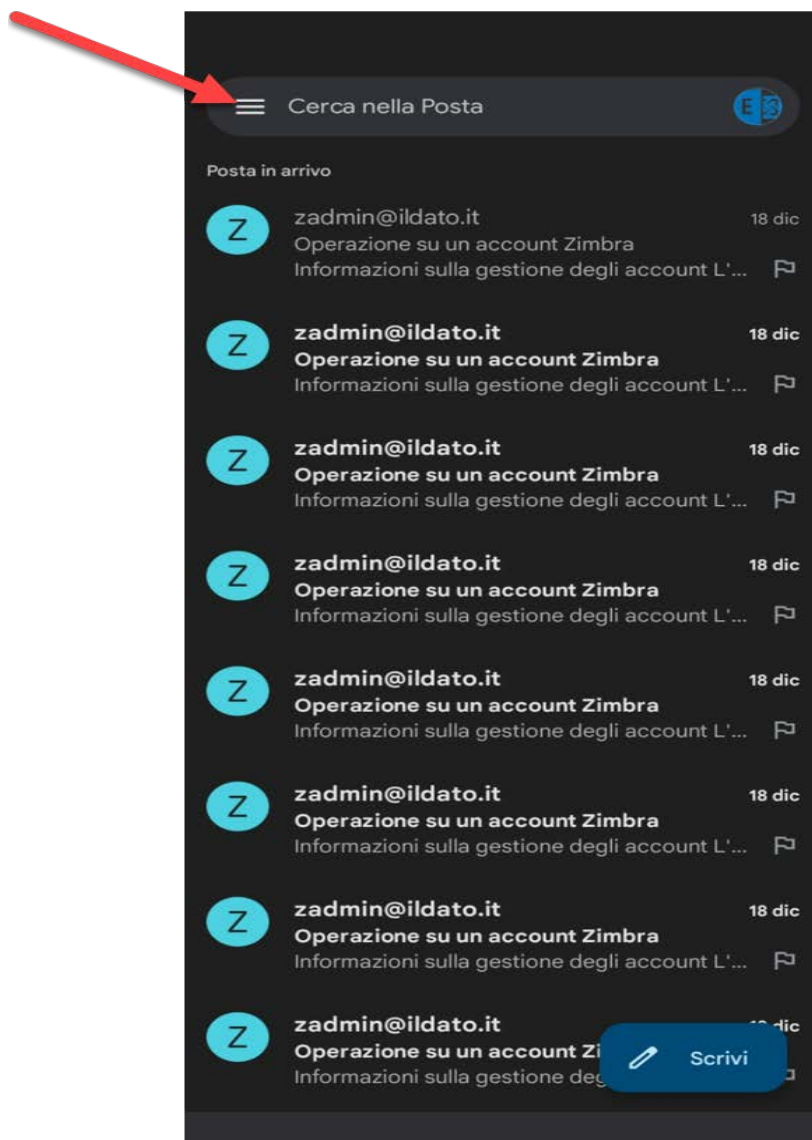 Cerca nella Posta
E
Posta in arrivo
Z
zadmin@ildato.it
18 dic
Operazione su un account Zimbra
Informazioni sulla gestione degli account L'...
Z
zadmin@ildato.it
18 dic
Operazione su un account Zimbra
Informazioni sulla gestione degli account L'...
Z
zadmin@ildato.it
18 dic
Operazione su un account Zimbra
Informazioni sulla gestione degli account L'...
Z
zadmin@ildato.it
18 dic
Operazione su un account Zimbra
Informazioni sulla gestione degli account L'...
Z
zadmin@ildato.it
18 dic
Operazione su un account Zimbra
Informazioni sulla gestione degli account L'...
Z
zadmin@ildato.it
18 dic
Operazione su un account Zimbra
Informazioni sulla gestione degli account L'...
Z
zadmin@ildato.it
18 dic
Operazione su un account Zimbra
Informazioni sulla gestione degli account L'...
Z
zadmin@ildato.it
dic
Operazione su un account
Informazioni sulla gestione
Scrivi